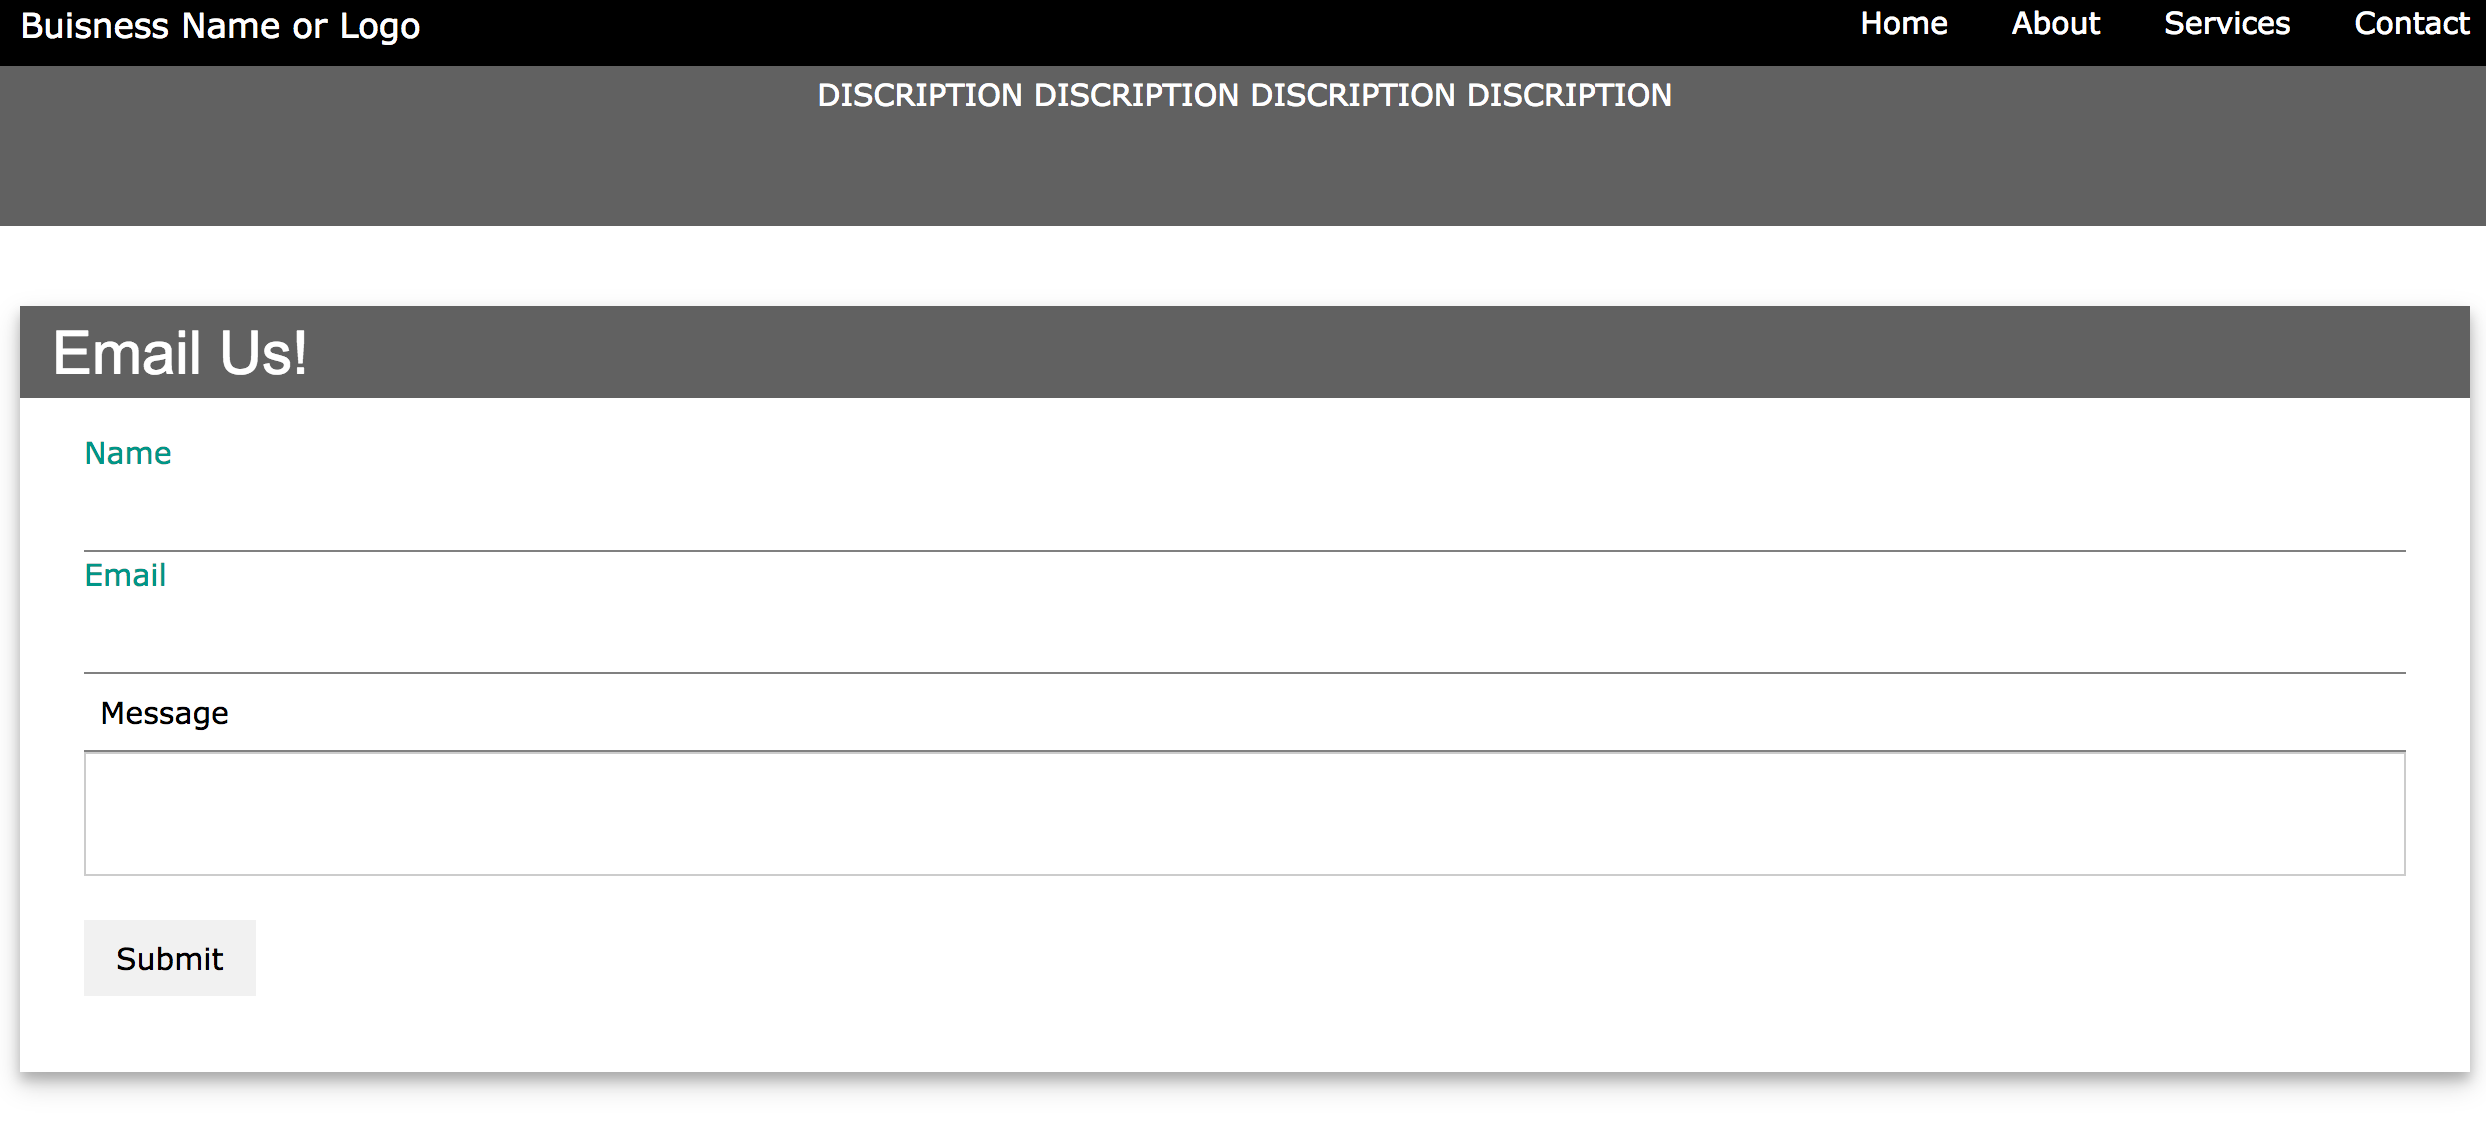 Buisness Name or Logo
Home About Services Contact
DISCRIPTION DISCRIPTION DISCRIPTION DISCRIPTION
Email Us!
Name
Email
Message
Submit